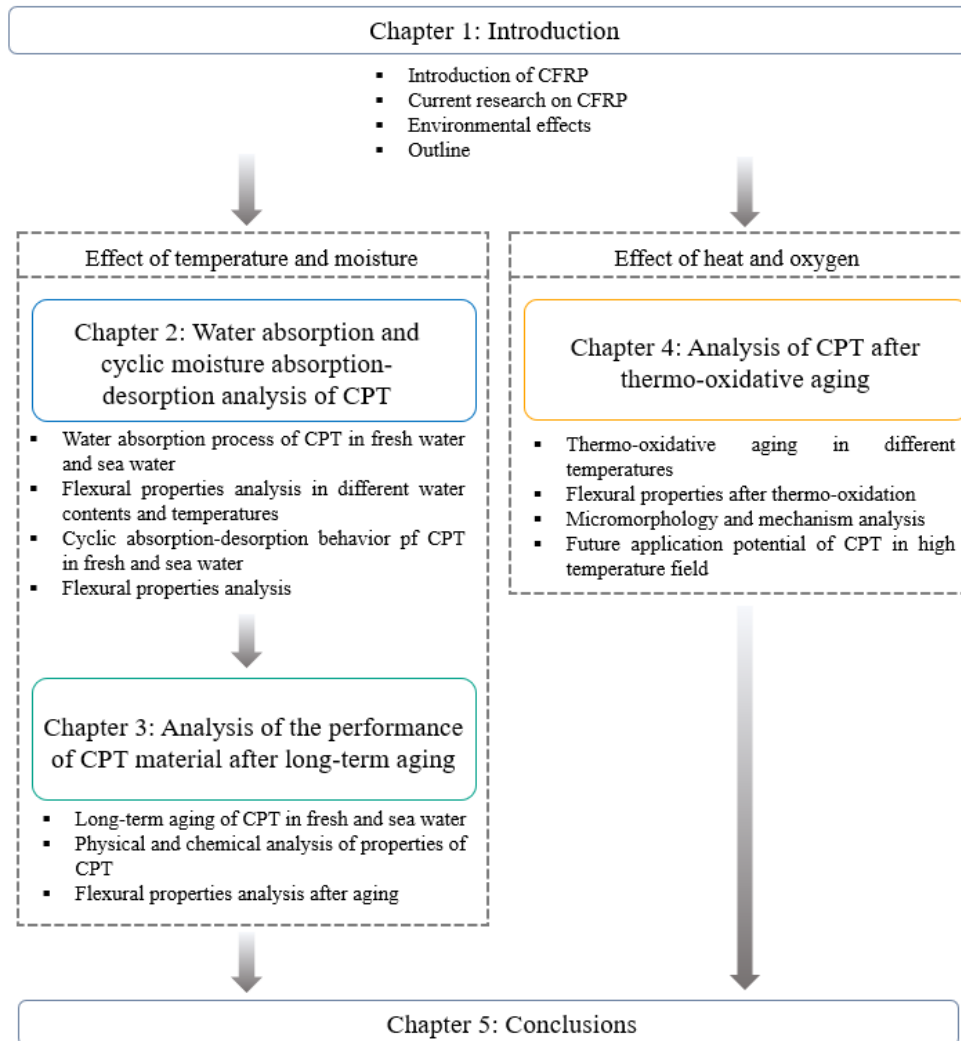 Chapter 1: Introduction
▪ Introduction of CFRP
▪ Current research on CFRP
▪ Environmental effects
▪ Outline
Effect of temperature and moisture
Chapter 2: Water absorption and
cyclic moisture absorption-
desorption analysis of CPT
▪ Water absorption process of CPT in fresh water
and sea water
▪ Flexural properties analysis in different water
contents and temperatures
▪ Cyclic absorption-desorption behavior pf CPT
in fresh and sea water
▪ Flexural properties analysis
Chapter 3: Analysis of the performance
of CPT material after long-term aging
▪ Long-term aging of CPT in fresh and sea water
▪ Physical and chemical analysis of properties of
CPT
▪ Flexural properties analysis after aging
Effect of heat and oxygen
Chapter 4: Analysis of CPT after
thermo-oxidative aging
▪ Thermo-oxidative aging in different
temperatures
▪ Flexural properties after thermo-oxidation
▪ Micromorphology and mechanism analysis
▪ Future application potential of CPT in high
temperature field
Chapter 5: Conclusions